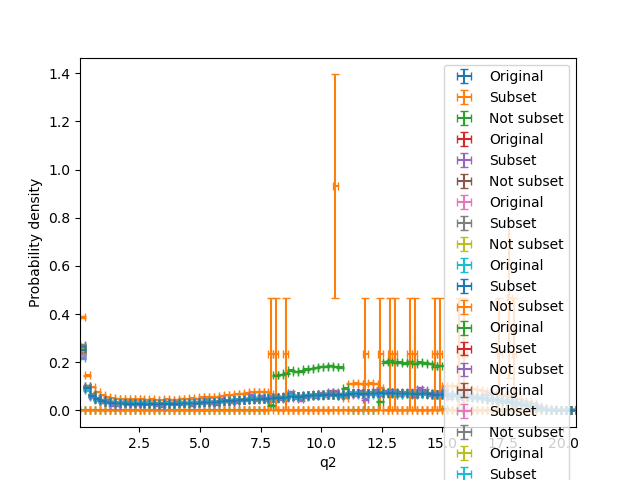 1.4
1.2
1.0
0.8
0.6
0.4
0.2
0.0
Probability density
2.5 5.0 7.5 10.0 12.5 15.0 17.5 20.0
q2
Original
Subset
Not subset
Original
Subset
Not subset
Original
Subset
Not subset
Original
Subset
Not subset
Original
Subset
Not subset
Original
Subset
Not subset
Original
Subset